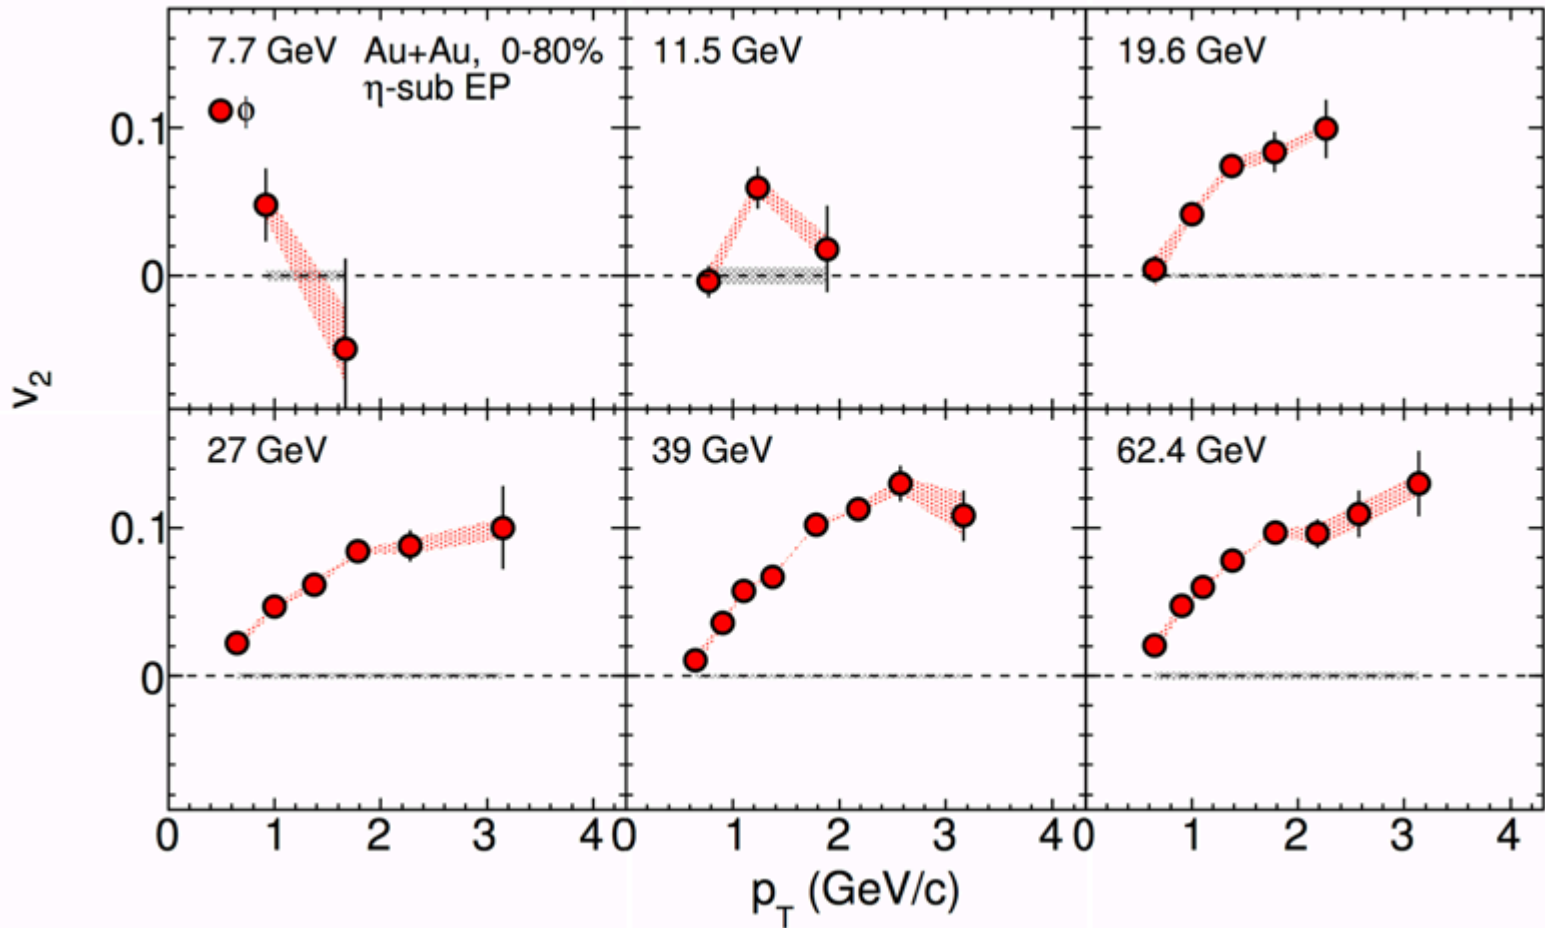 7.7 GeV Au+Au, 0-80%
η-sub EP
ϕ
11.5 GeV
19.6 GeV
0.1
0
v2
27 GeV
39 GeV
62.4 GeV
0.1
0
0 1 2 3 4 0 1 2 3 4 0 1 2 3 4
pT (GeV/c)